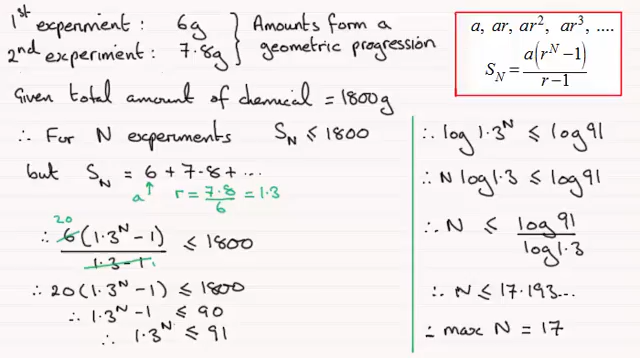 1st experiment : 6g } Amounts form a
2nd experiment : 7.8g } geometric progression
a, ar, ar², ar³, ....
S_N = a(r^N − 1) / r − 1
Given total amount of chemical = 1800g
∴ For N experiments S_N ≤ 1800
but S_N = 6 + 7.8 + ...
a↑ r = 7.8/6 = 1.3
20
∴ 6(1.3^N − 1) / 1.3 − 1 ≤ 1800
∴ 20(1.3^N − 1) ≤ 1800
∴ 1.3^N − 1 ≤ 90
∴ 1.3^N ≤ 91
∴ log 1.3^N ≤ log 91
∴ N log 1.3 ≤ log 91
∴ N ≤ log 91 / log 1.3
∴ N ≤ 17.193...
∴ max N = 17